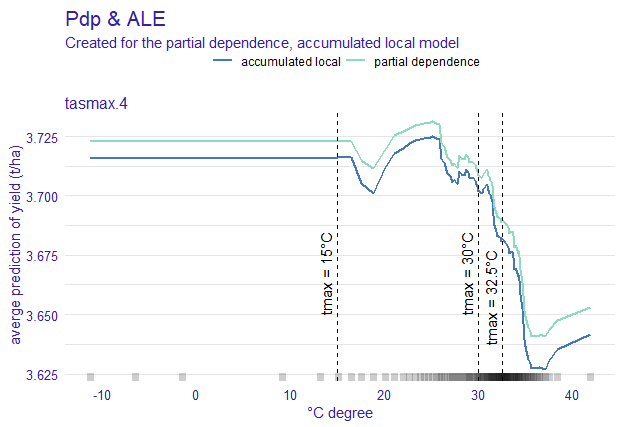 Pdp & ALE
Created for the partial dependence, accumulated local model
accumulated local
partial dependence
tasmax.4
averge prediction of yield (t/ha)
3.725
3.700
3.675
3.650
3.625
tmax = 15°C
tmax = 30°C
tmax = 32.5°C
-10
0
10
20
30
40
°C degree